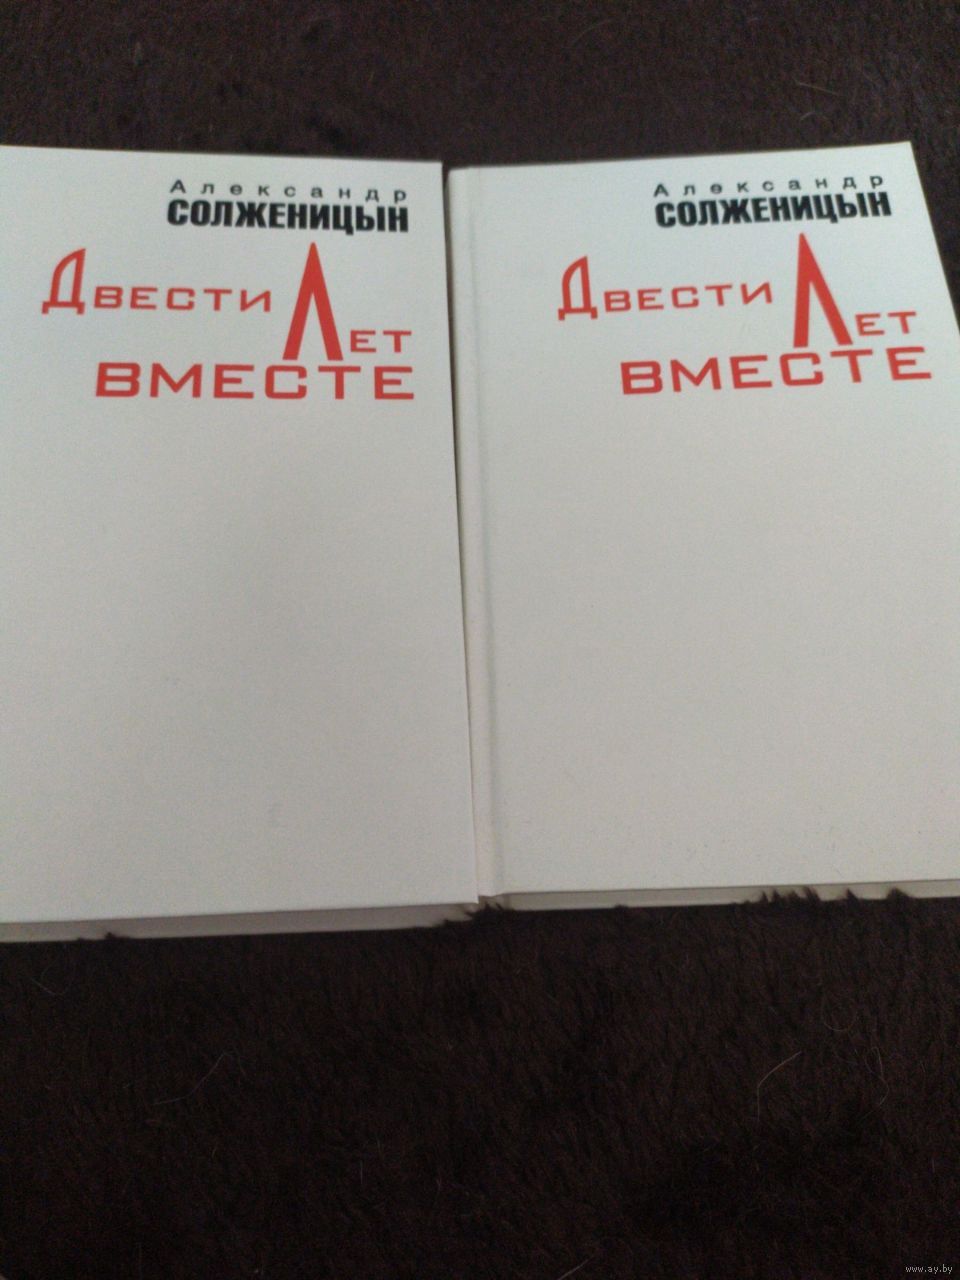 Александр
СОЛЖЕНИЦЫН
Двести Лет
вместе
Александр
СОЛЖЕНИЦЫН
Двести Лет
вместе
www.ay.by